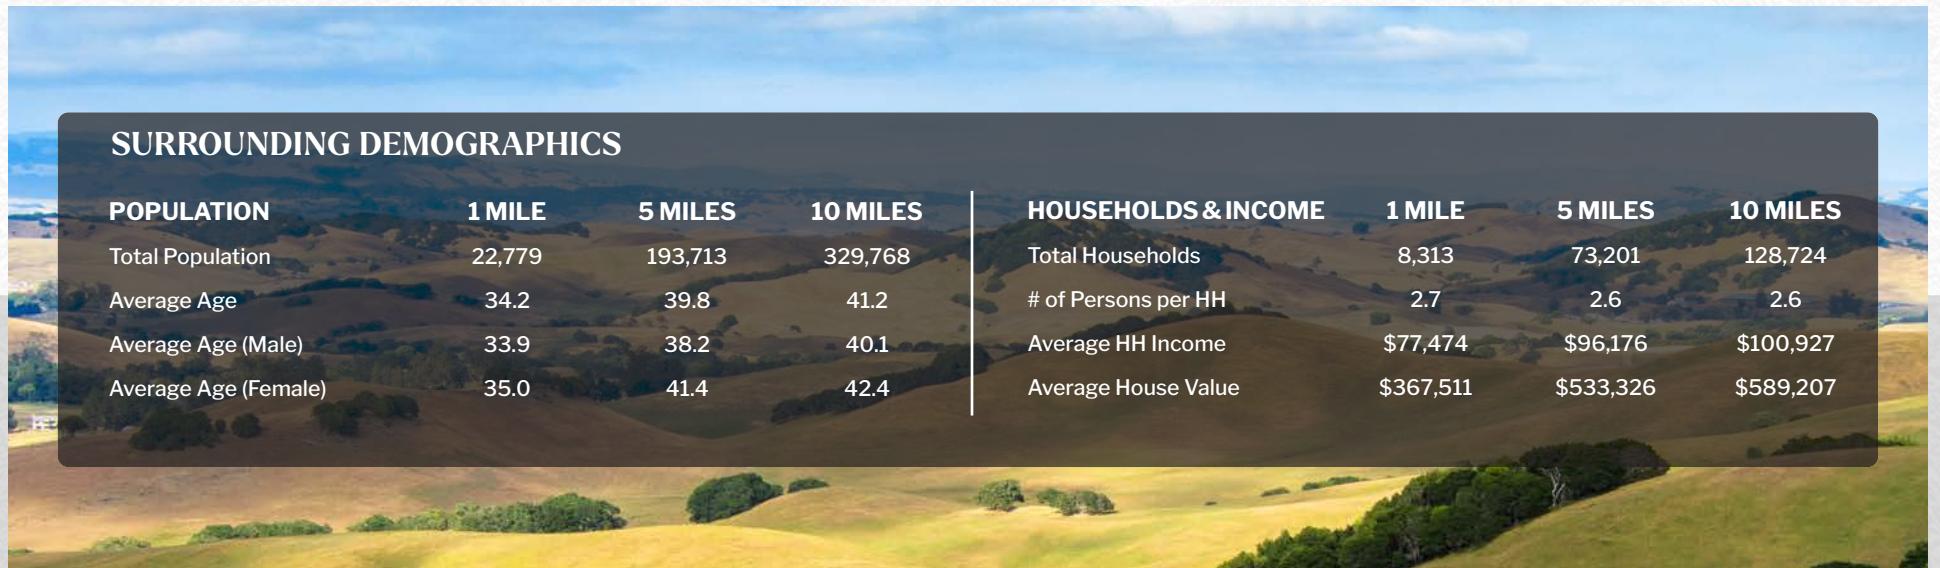 SURROUNDING DEMOGRAPHICS
POPULATION 1 MILE 5 MILES 10 MILES
Total Population 22,779 193,713 329,768
Average Age 34.2 39.8 41.2
Average Age (Male) 33.9 38.2 40.1
Average Age (Female) 35.0 41.4 42.4
HOUSEHOLDS & INCOME 1 MILE 5 MILES 10 MILES
Total Households 8,313 73,201 128,724
# of Persons per HH 2.7 2.6 2.6
Average HH Income $77,474 $96,176 $100,927
Average House Value $367,511 $533,326 $589,207